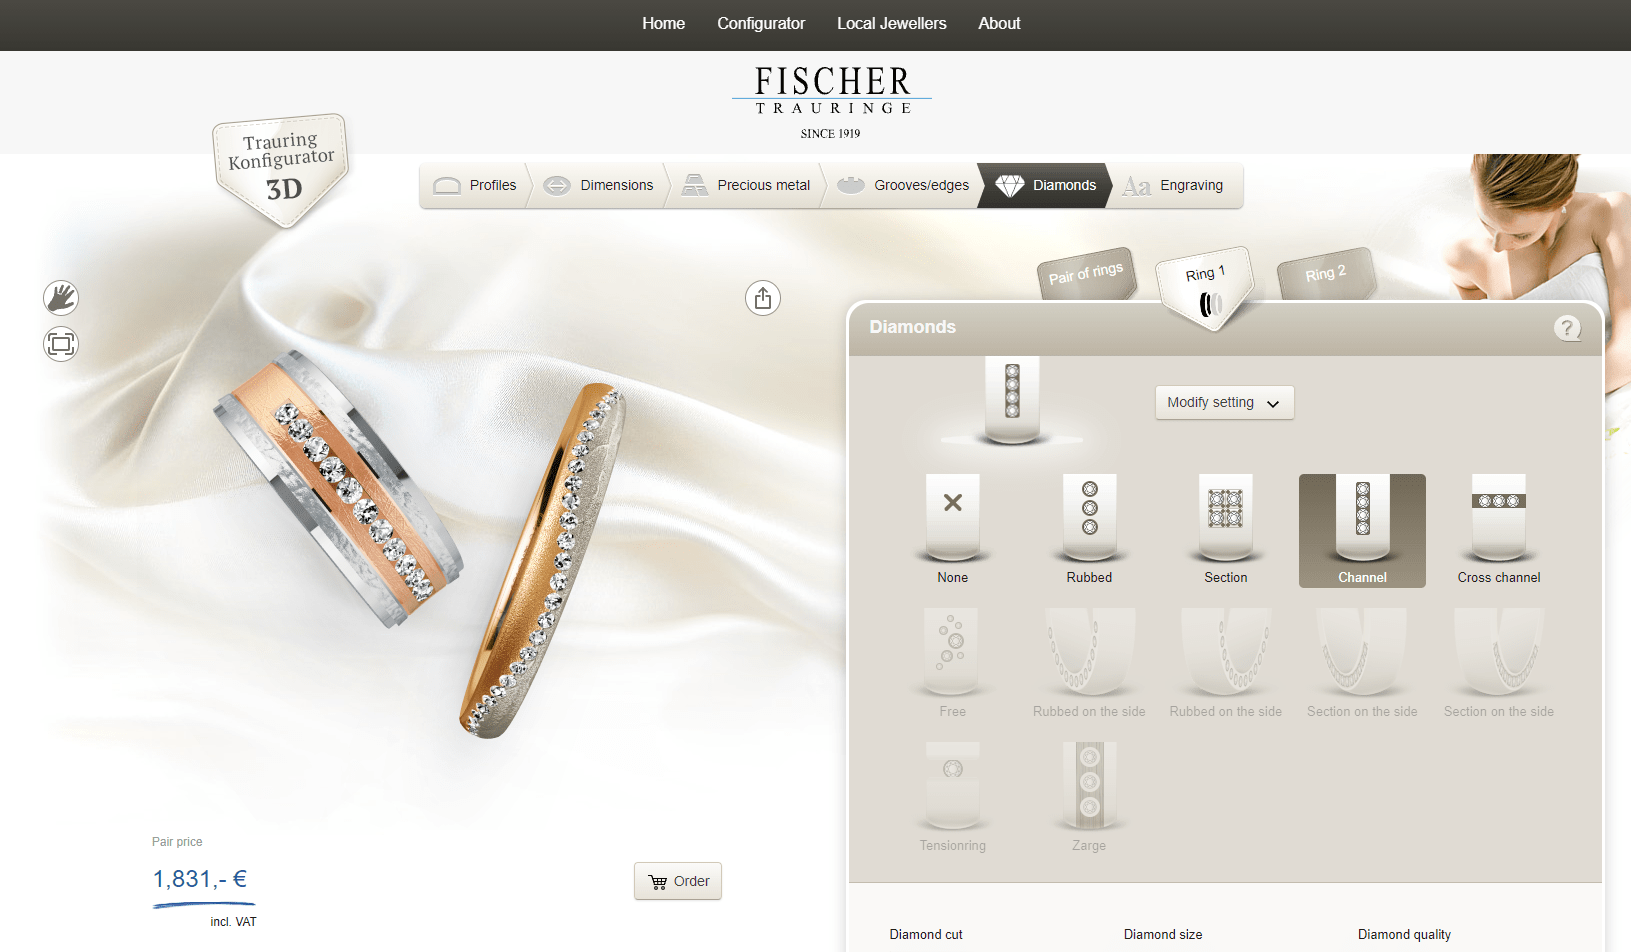 Home
Configurator
Local Jewellers
About
FISCHER
TRAURINGE
SINCE 1919
Trauring
Konfigurator
3D
Profiles
Dimensions
Precious metal
Grooves/edges
Diamonds
Aa
Engraving
Pair of rings
Ring 1
Ring 2
Diamonds
?
Modify setting
None
Rubbed
Section
Channel
Cross channel
Free
Rubbed on the side
Rubbed on the side
Section on the side
Section on the side
Tensionring
Zarge
Pair price
1,831,- €
incl. VAT
Order
Diamond cut
Diamond size
Diamond quality